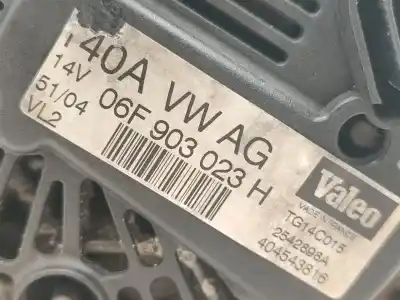 140A VW AG
14V 06F 903 023 H
51/04
VL2
Valeo
MADE IN FRANCE
TG14C015
2542898A
404543816